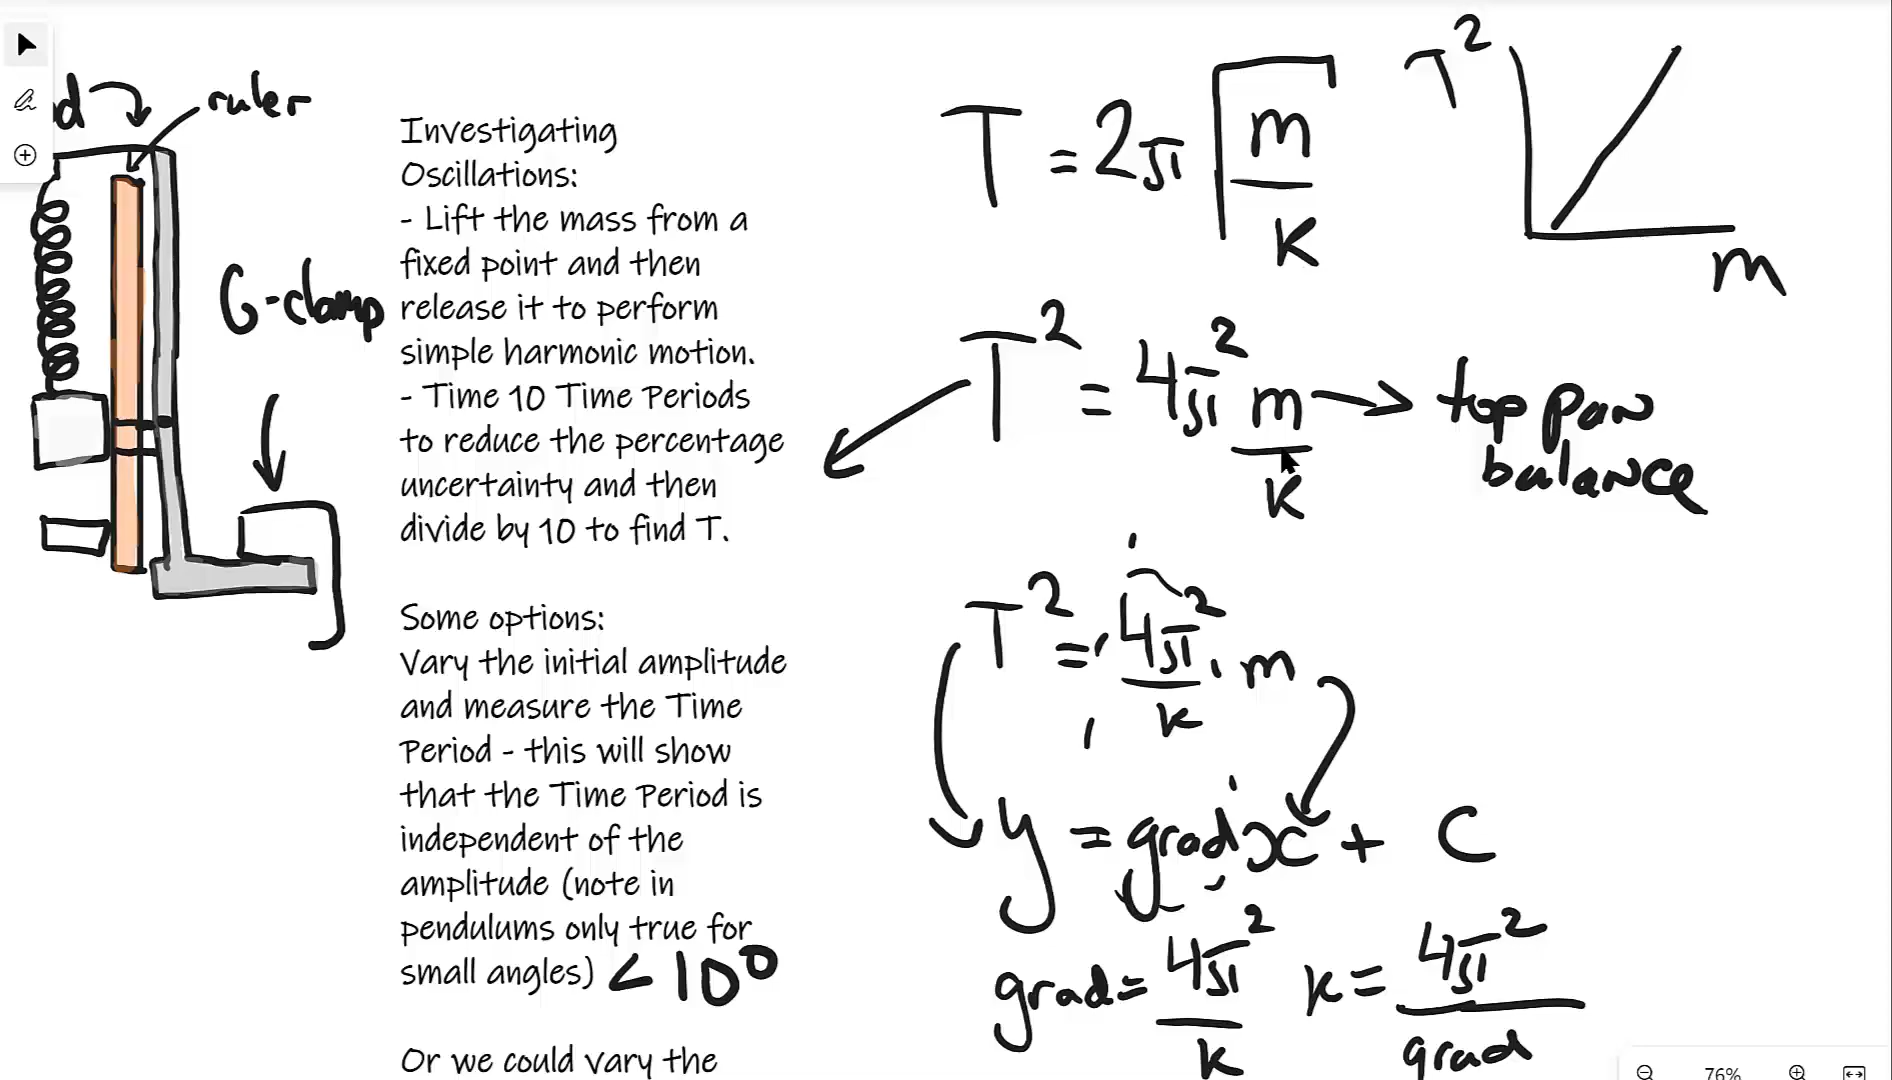 ruler
G-clamp
Investigating
Oscillations:
- Lift the mass from a
fixed point and then
release it to perform
simple harmonic motion.
- Time 10 Time Periods
to reduce the percentage
uncertainty and then
divide by 10 to find T.
Some options:
Vary the initial amplitude
and measure the Time
Period - this will show
that the Time Period is
independent of the
amplitude (note in
pendulums only true for
small angles) < 10°
Or we could vary the
T = 2π √(m/k)
T²
m
T² = 4π² m/k → top pan
balance
T² = 4π²/k m
y = grad x + C
grad = 4π²/k
k = 4π²/grad
76%